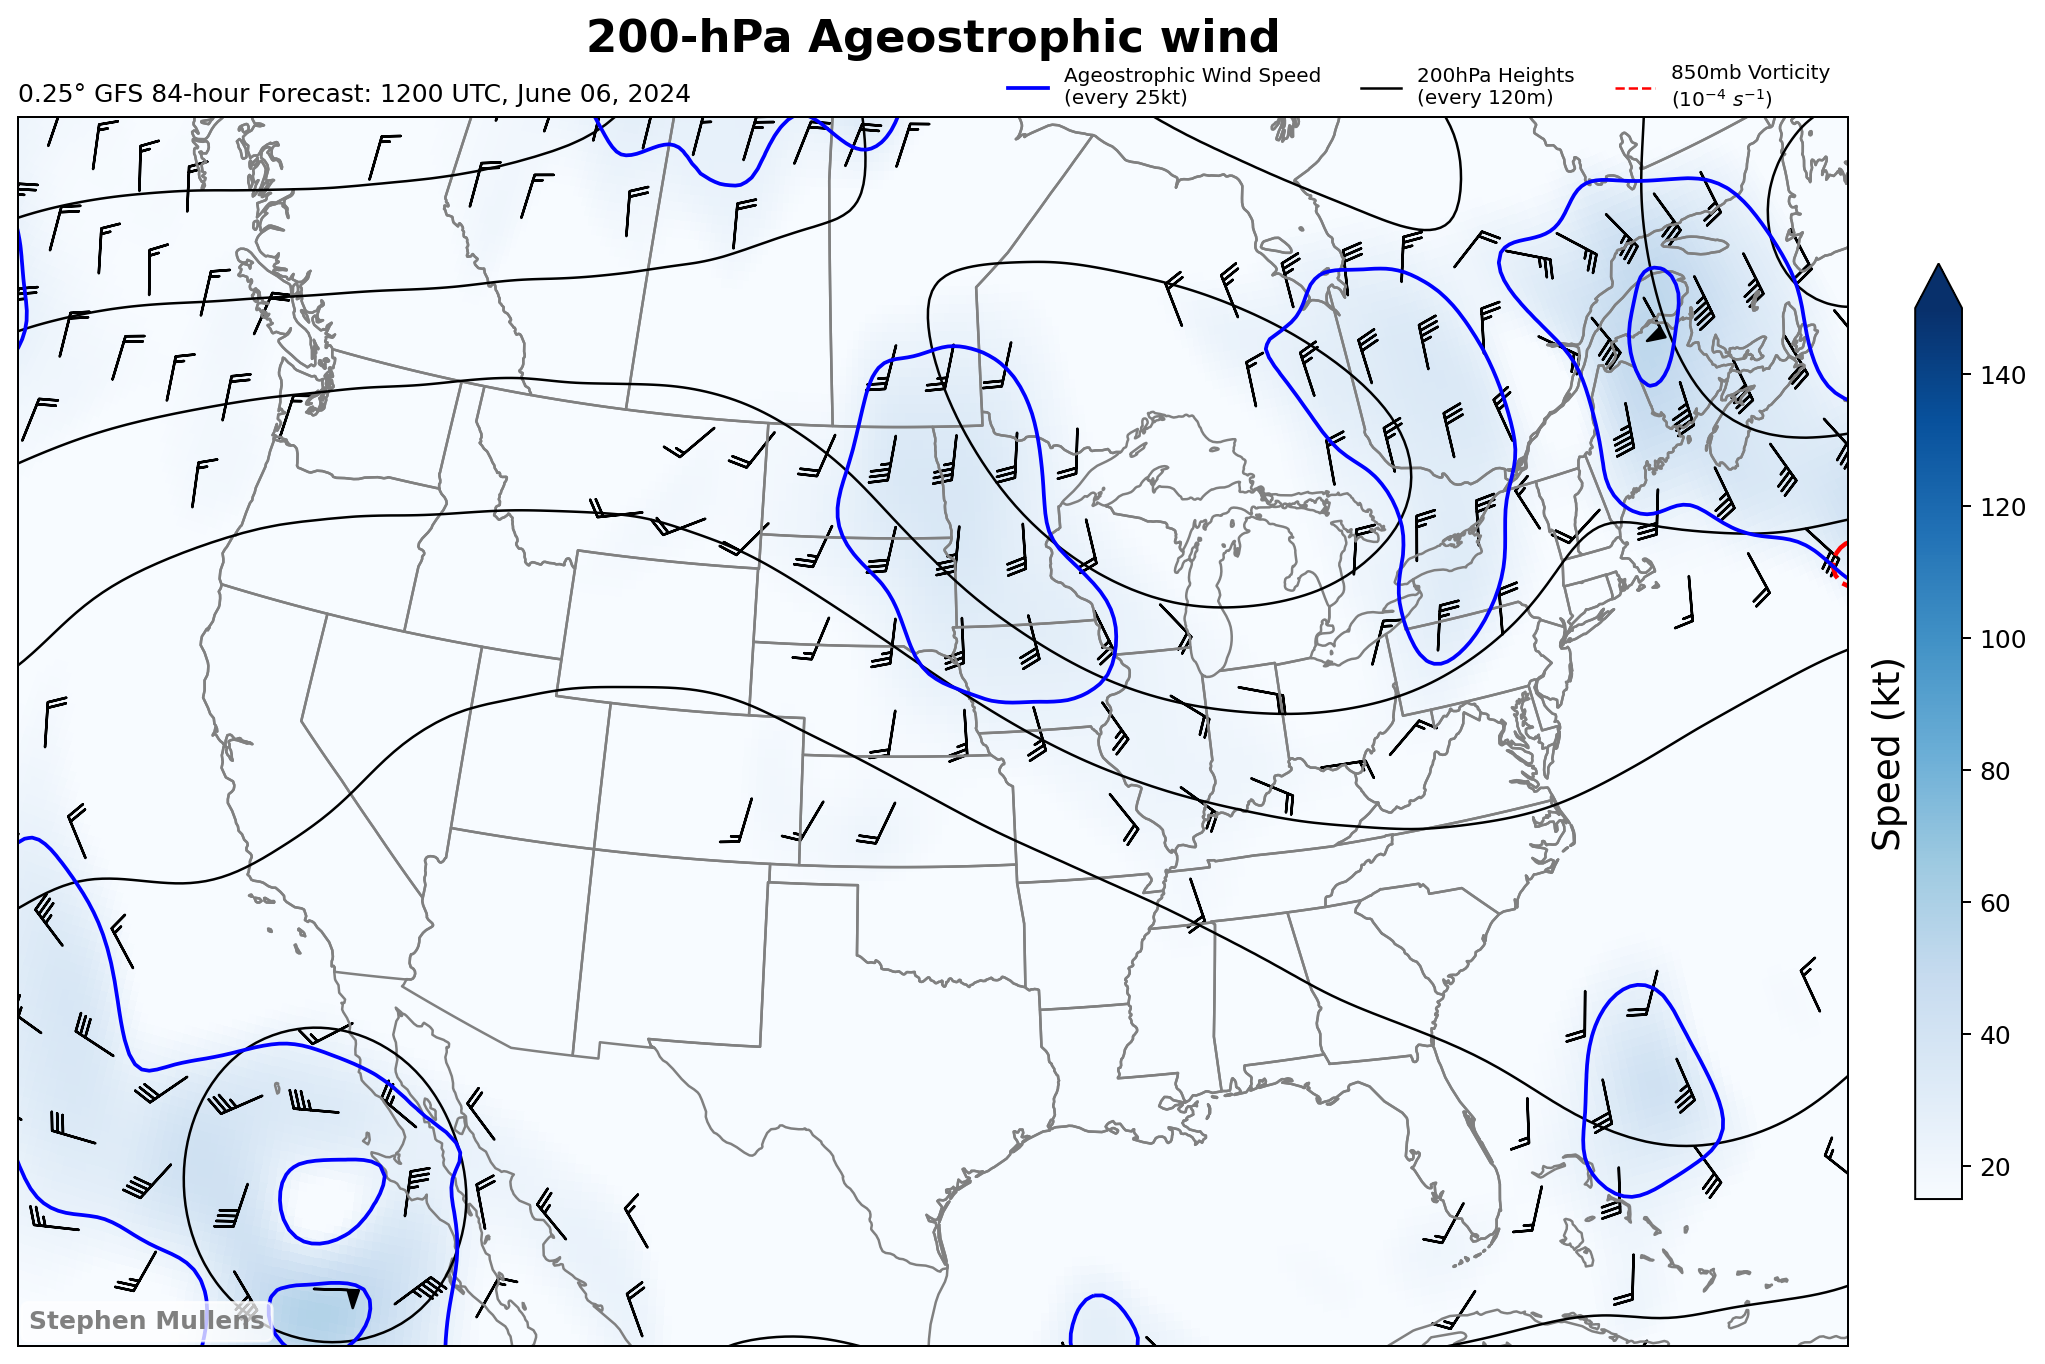 200-hPa Ageostrophic wind
0.25° GFS 84-hour Forecast: 1200 UTC, June 06, 2024
Ageostrophic Wind Speed
(every 25kt)
200hPa Heights
(every 120m)
850mb Vorticity
(10⁻⁴ s⁻¹)
140
120
100
80
60
40
20
Speed (kt)
Stephen Mullens